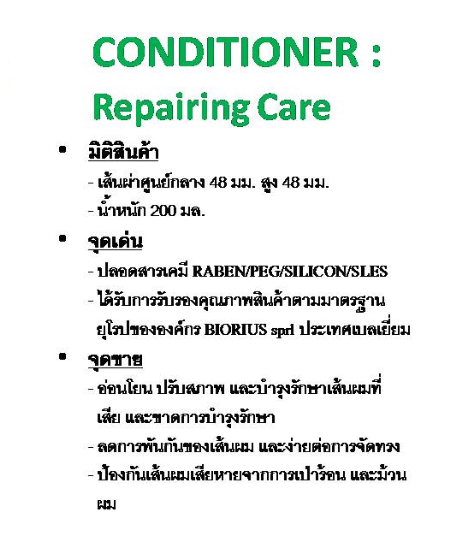 CONDITIONER :
Repairing Care
• มิติสินค้า
- เส้นผ่าศูนย์กลาง 48 มม. สูง 48 มม.
- น้ำหนัก 200 มล.
• จุดเด่น
- ปลอดสารเคมี RABEN/PEG/SILICON/SLES
- ได้รับการรับรองคุณภาพสินค้าตามมาตรฐาน
ยุโรปขององค์กร BIORIUS sprl ประเทศเบลเยี่ยม
• จุดขาย
- อ่อนโยน ปรับสภาพ และบำรุงรักษาเส้นผมที่
เสีย และขาดการบำรุงรักษา
- ลดการพันกันของเส้นผม และง่ายต่อการจัดทรง
- ป้องกันเส้นผมเสียหายจากการเป่าร้อน และม้วน
ผม